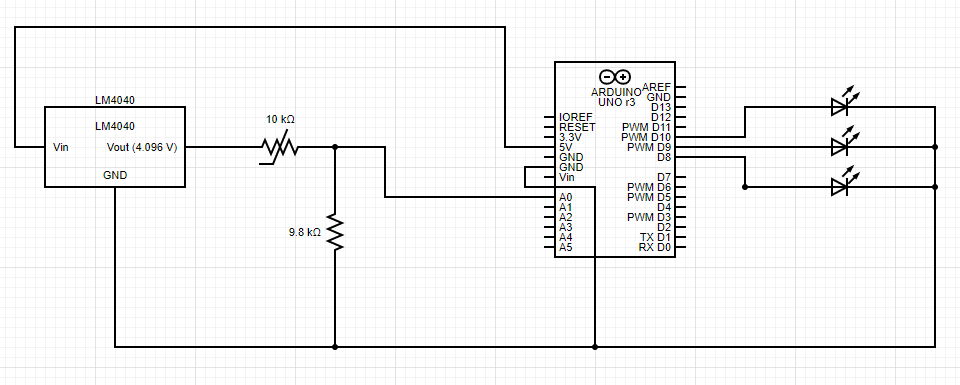 LM4040
LM4040
Vin
Vout (4.096 V)
GND
10 kΩ
9.8 kΩ
ARDUINO
UNO r3
IOREF
RESET
3.3V
5V
GND
GND
Vin
A0
A1
A2
A3
A4
A5
AREF
GND
D13
D12
PWM D11
PWM D10
PWM D9
D8
D7
PWM D6
PWM D5
D4
PWM D3
D2
TX D1
RX D0